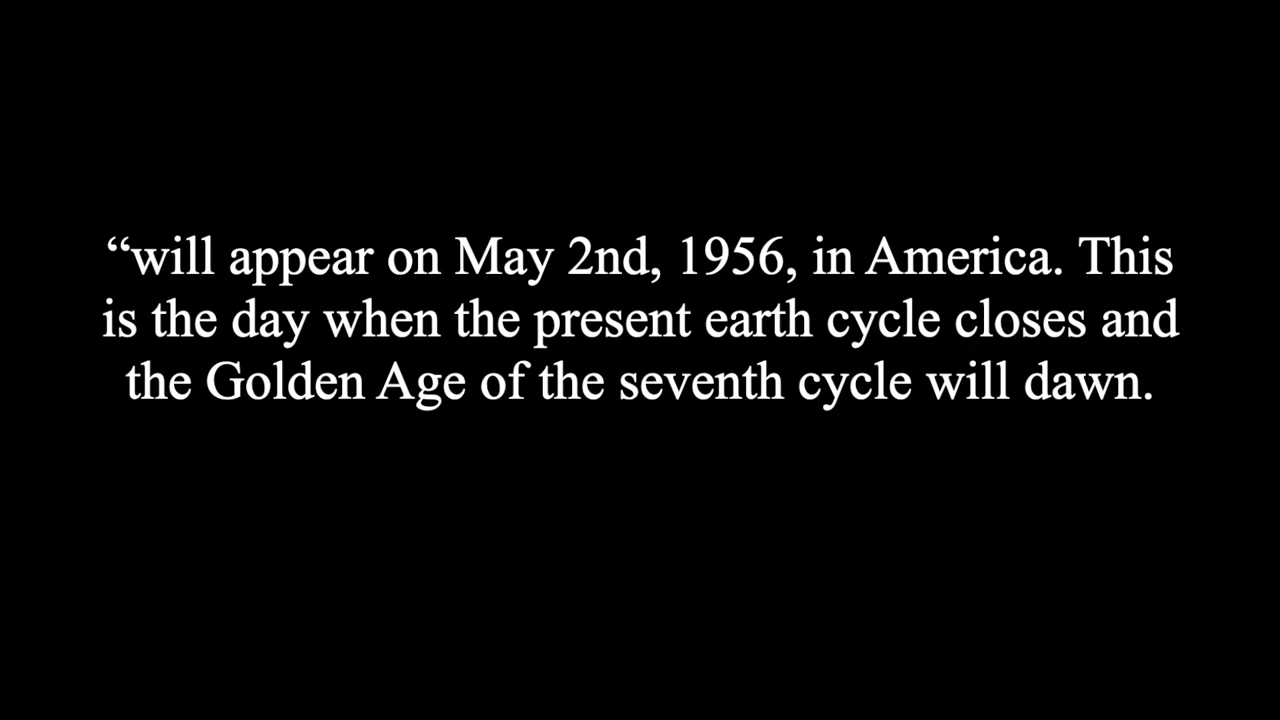 “will appear on May 2nd, 1956, in America. This
is the day when the present earth cycle closes and
the Golden Age of the seventh cycle will dawn.